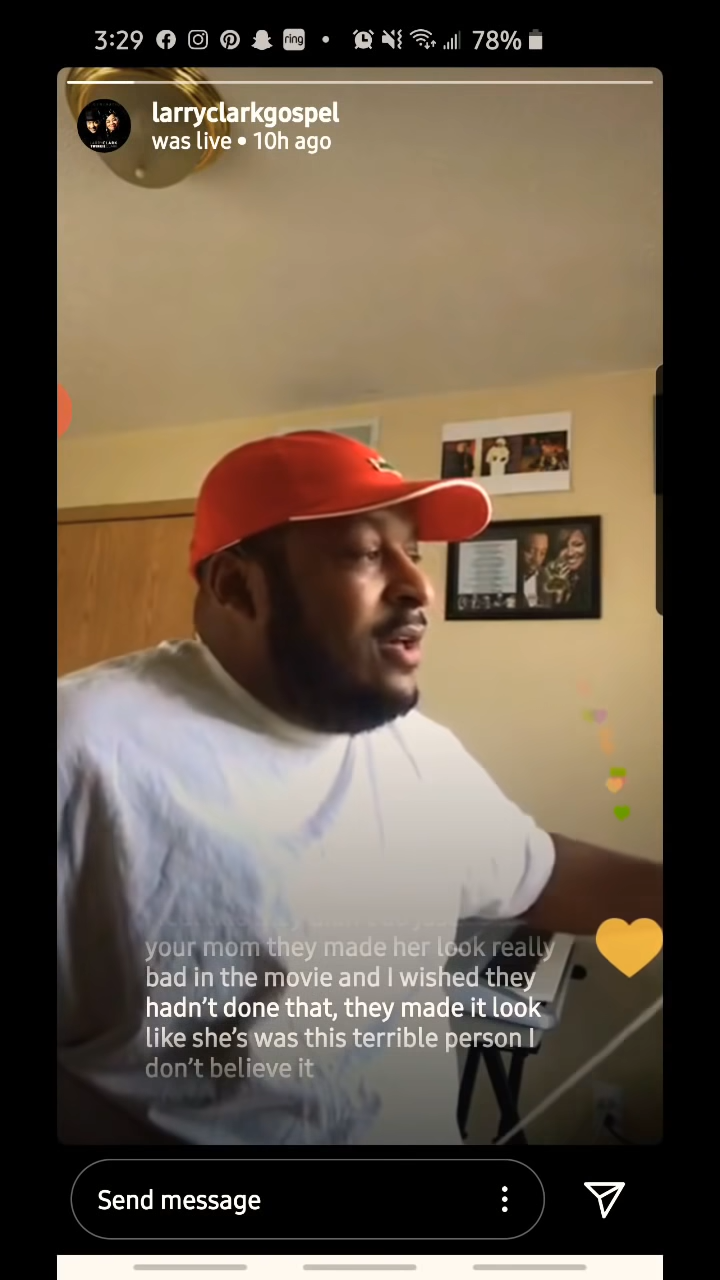 3:29
ring
78%
larryclarkgospel
was live • 10h ago
your mom they made her look really
bad in the movie and I wished they
hadn't done that, they made it look
like she's was this terrible person I
don't believe it
Send message